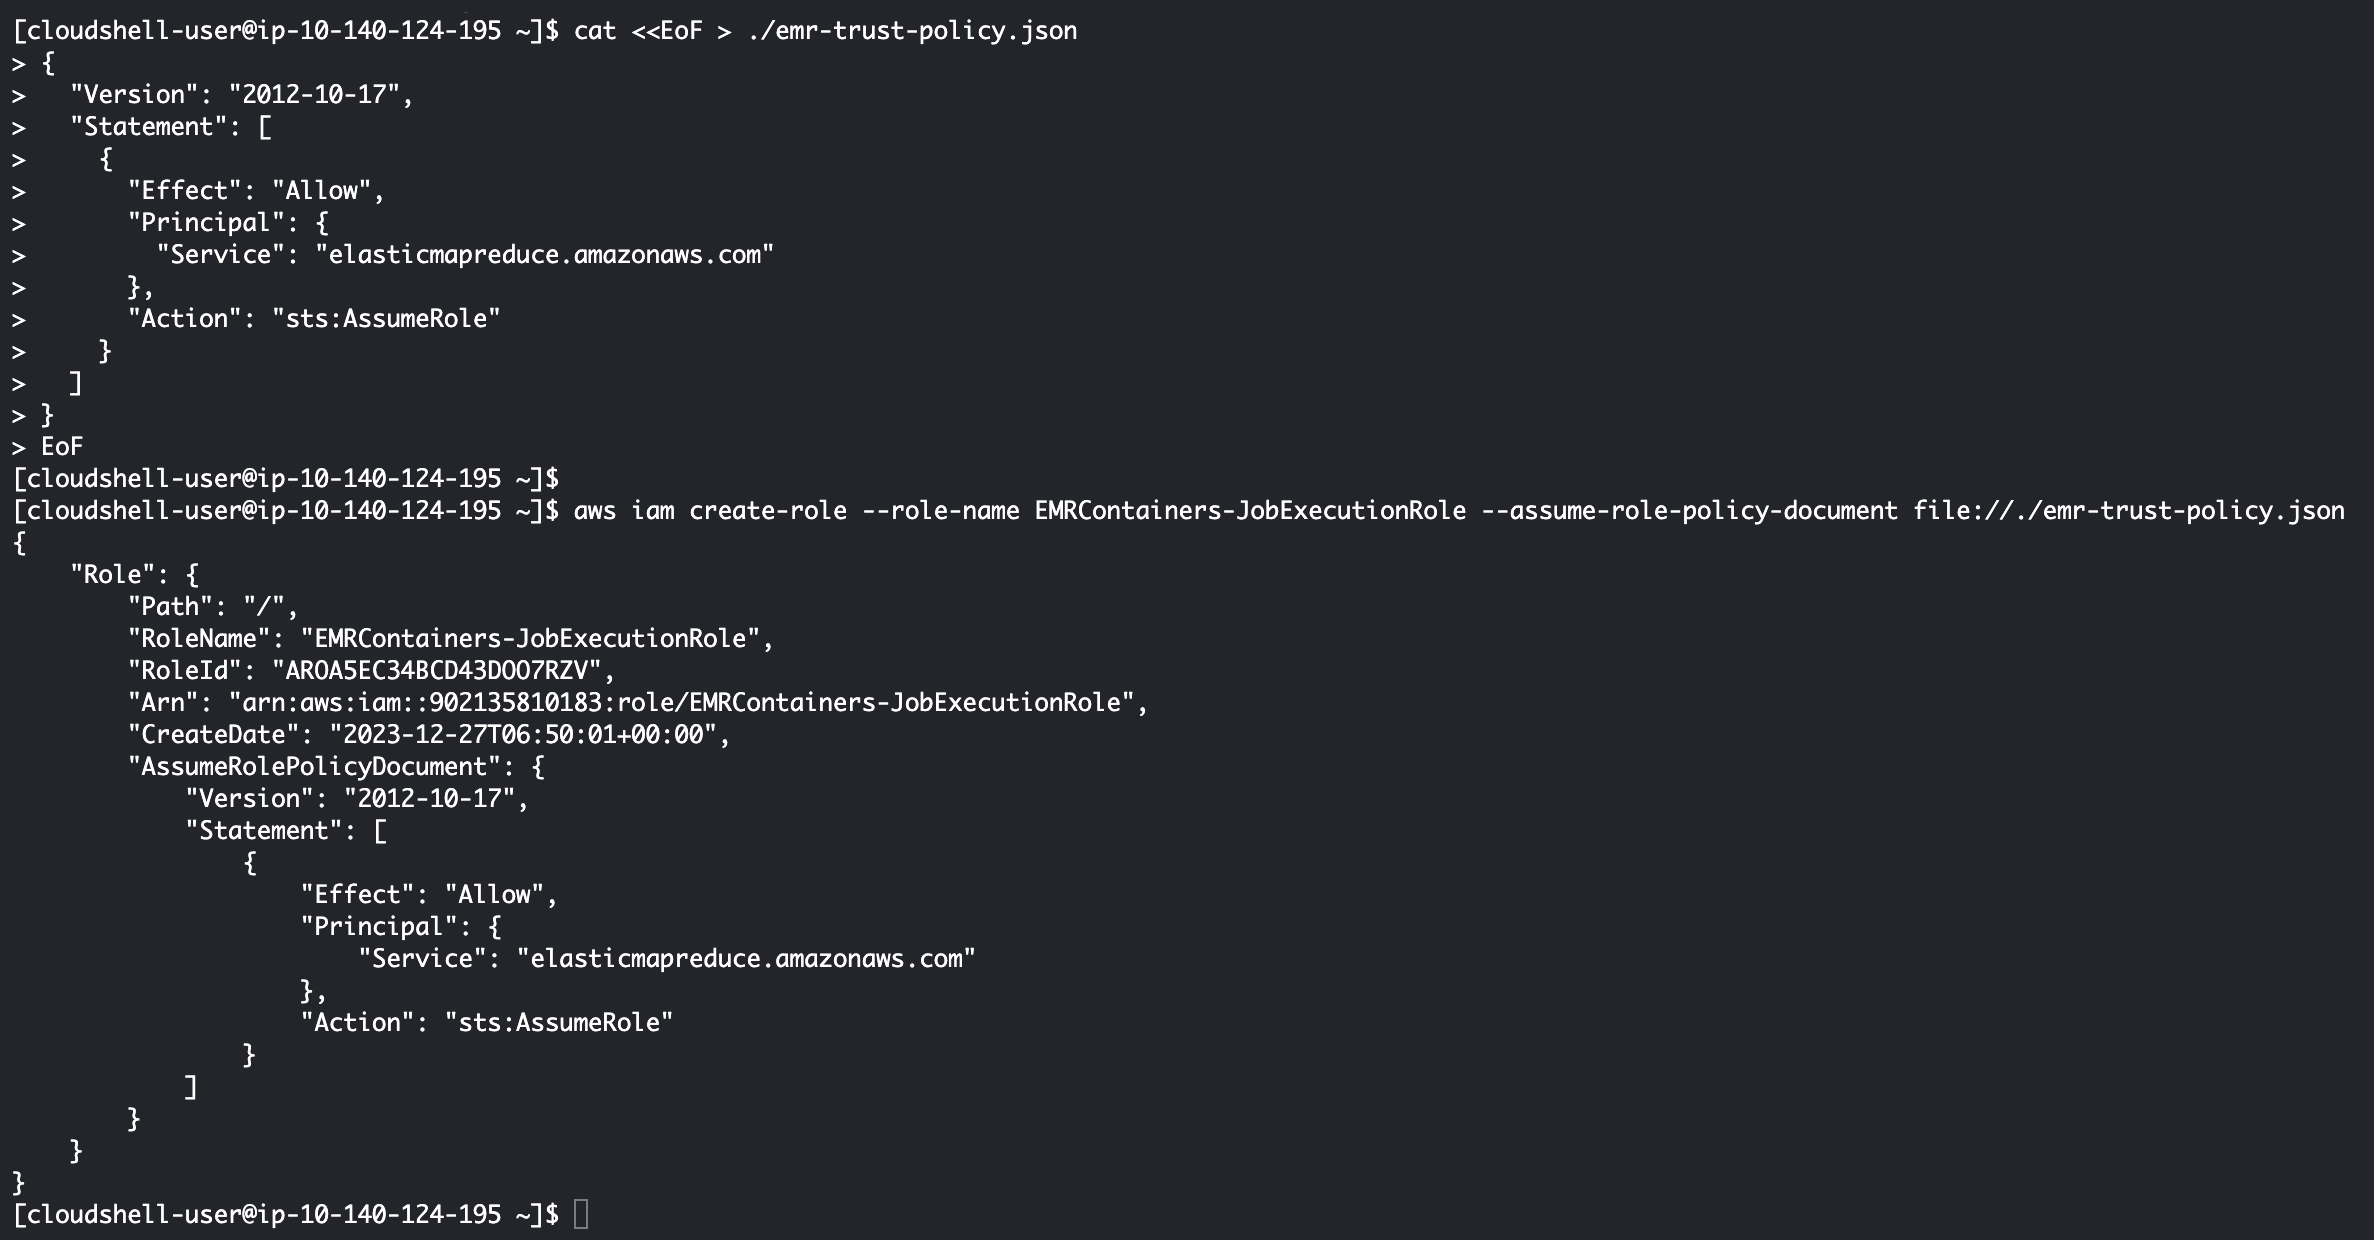 [cloudshell-user@ip-10-140-124-195 ~]$ cat <<EoF > ./emr-trust-policy.json
> {
>   "Version": "2012-10-17",
>   "Statement": [
>     {
>       "Effect": "Allow",
>       "Principal": {
>         "Service": "elasticmapreduce.amazonaws.com"
>       },
>       "Action": "sts:AssumeRole"
>     }
>   ]
> }
> EoF
[cloudshell-user@ip-10-140-124-195 ~]$
[cloudshell-user@ip-10-140-124-195 ~]$ aws iam create-role --role-name EMRContainers-JobExecutionRole --assume-role-policy-document file://./emr-trust-policy.json
{
    "Role": {
        "Path": "/",
        "RoleName": "EMRContainers-JobExecutionRole",
        "RoleId": "AROA5EC34BCD43DOO7RZV",
        "Arn": "arn:aws:iam::902135810183:role/EMRContainers-JobExecutionRole",
        "CreateDate": "2023-12-27T06:50:01+00:00",
        "AssumeRolePolicyDocument": {
            "Version": "2012-10-17",
            "Statement": [
                {
                    "Effect": "Allow",
                    "Principal": {
                        "Service": "elasticmapreduce.amazonaws.com"
                    },
                    "Action": "sts:AssumeRole"
                }
            ]
        }
    }
}
[cloudshell-user@ip-10-140-124-195 ~]$